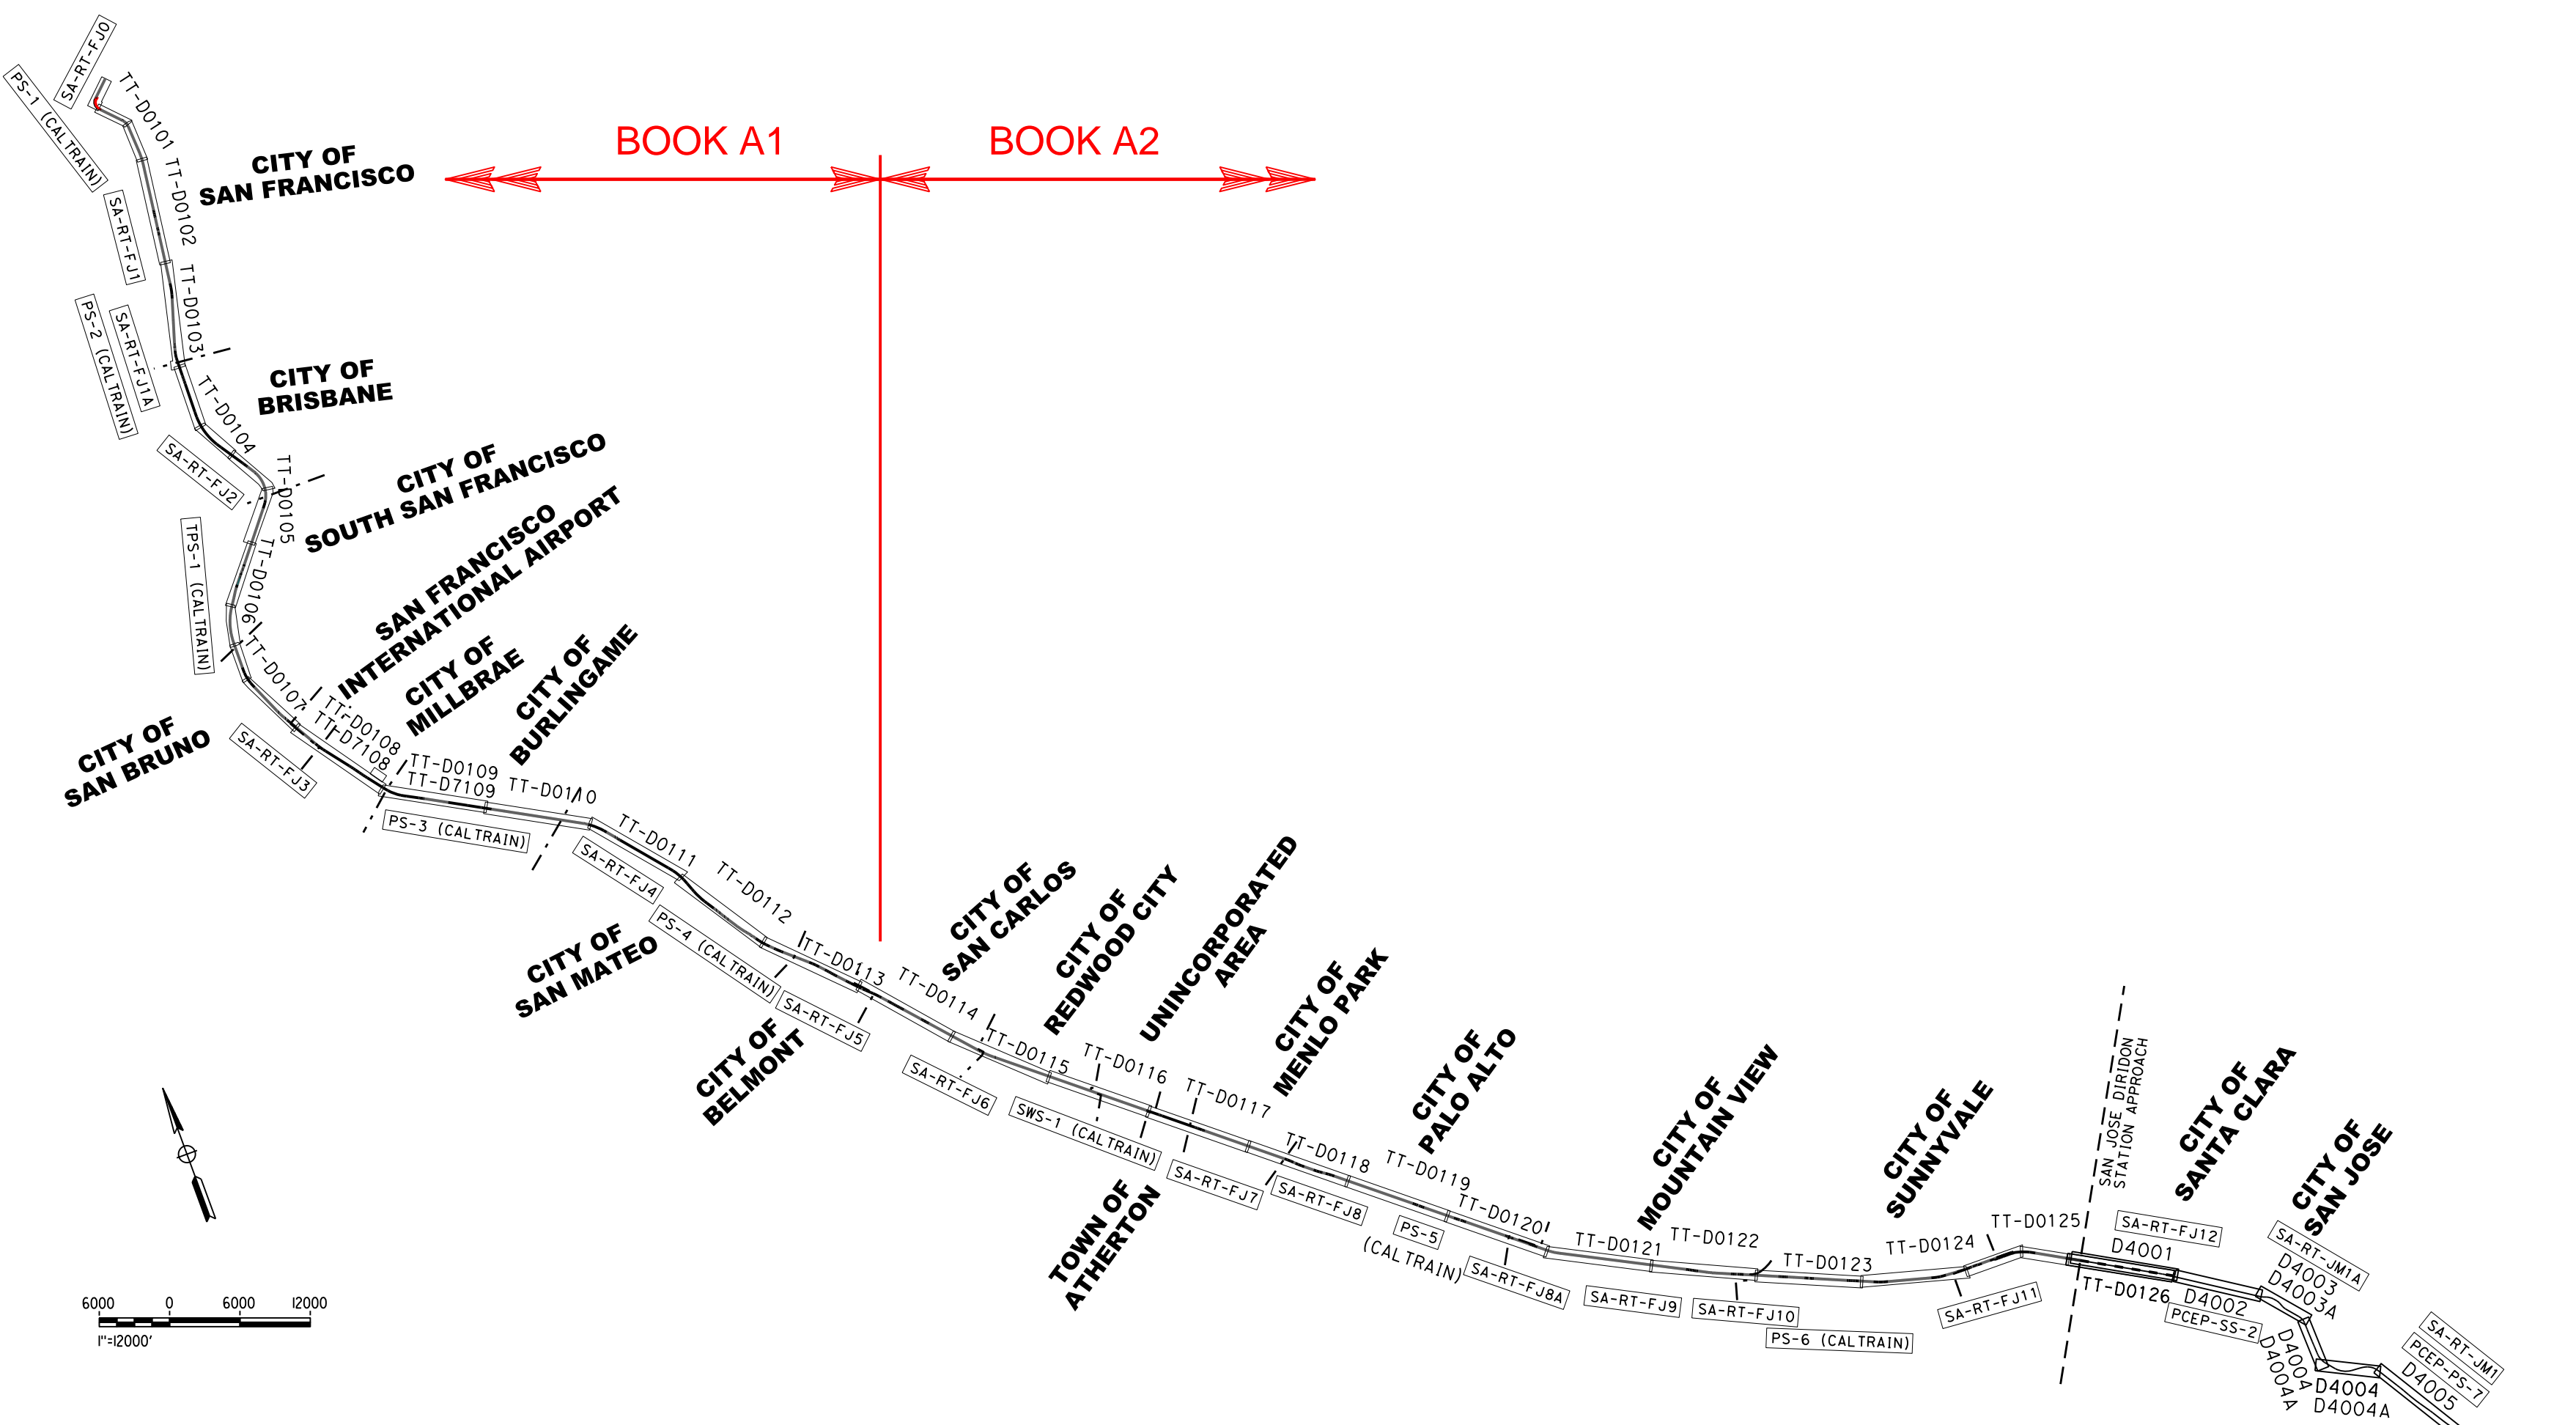 SA-RT-FJ0
PS-1 (CALTRAIN)
TT-D0101
CITY OF
SAN FRANCISCO
BOOK A1
BOOK A2
TT-D0102
SA-RT-FJ1
TT-D0103
PS-2 (CALTRAIN)
SA-RT-FJ1A
CITY OF
BRISBANE
TT-D0104
SA-RT-FJ2
TT-D0105
CITY OF
SOUTH SAN FRANCISCO
TPS-1 (CALTRAIN)
TT-D0106
SAN FRANCISCO
INTERNATIONAL AIRPORT
TT-D0107
CITY OF
MILLBRAE
CITY OF
BURLINGAME
CITY OF
SAN BRUNO
SA-RT-FJ3
TT-D0108
TT-D7108
TT-D0109
TT-D7109
TT-D0110
PS-3 (CALTRAIN)
TT-D0111
SA-RT-FJ4
TT-D0112
PS-4 (CALTRAIN)
CITY OF
SAN MATEO
TT-D0113
SA-RT-FJ5
CITY OF
BELMONT
TT-D0114
CITY OF
SAN CARLOS
SA-RT-FJ6
TT-D0115
CITY OF
REDWOOD CITY
SWS-1 (CALTRAIN)
TT-D0116
UNINCORPORATED
AREA
TOWN OF
ATHERTON
TT-D0117
SA-RT-FJ7
CITY OF
MENLO PARK
TT-D0118
SA-RT-FJ8
TT-D0119
CITY OF
PALO ALTO
PS-5
(CALTRAIN)
TT-D0120
SA-RT-FJ8A
TT-D0121
SA-RT-FJ9
CITY OF
MOUNTAIN VIEW
TT-D0122
SA-RT-FJ10
TT-D0123
PS-6 (CALTRAIN)
TT-D0124
CITY OF
SUNNYVALE
SA-RT-FJ11
TT-D0125
SAN JOSE DIRIDON
STATION APPROACH
CITY OF
SANTA CLARA
SA-RT-FJ12
D4001
TT-D0126
D4002
PCEP-SS-2
CITY OF
SAN JOSE
SA-RT-JM1A
D4003
D4003A
D4004
D4004A
D4004
D4004A
SA-RT-JM1
PCEP-PS-7
D4005
6000 0 6000 12000
1"=12000'